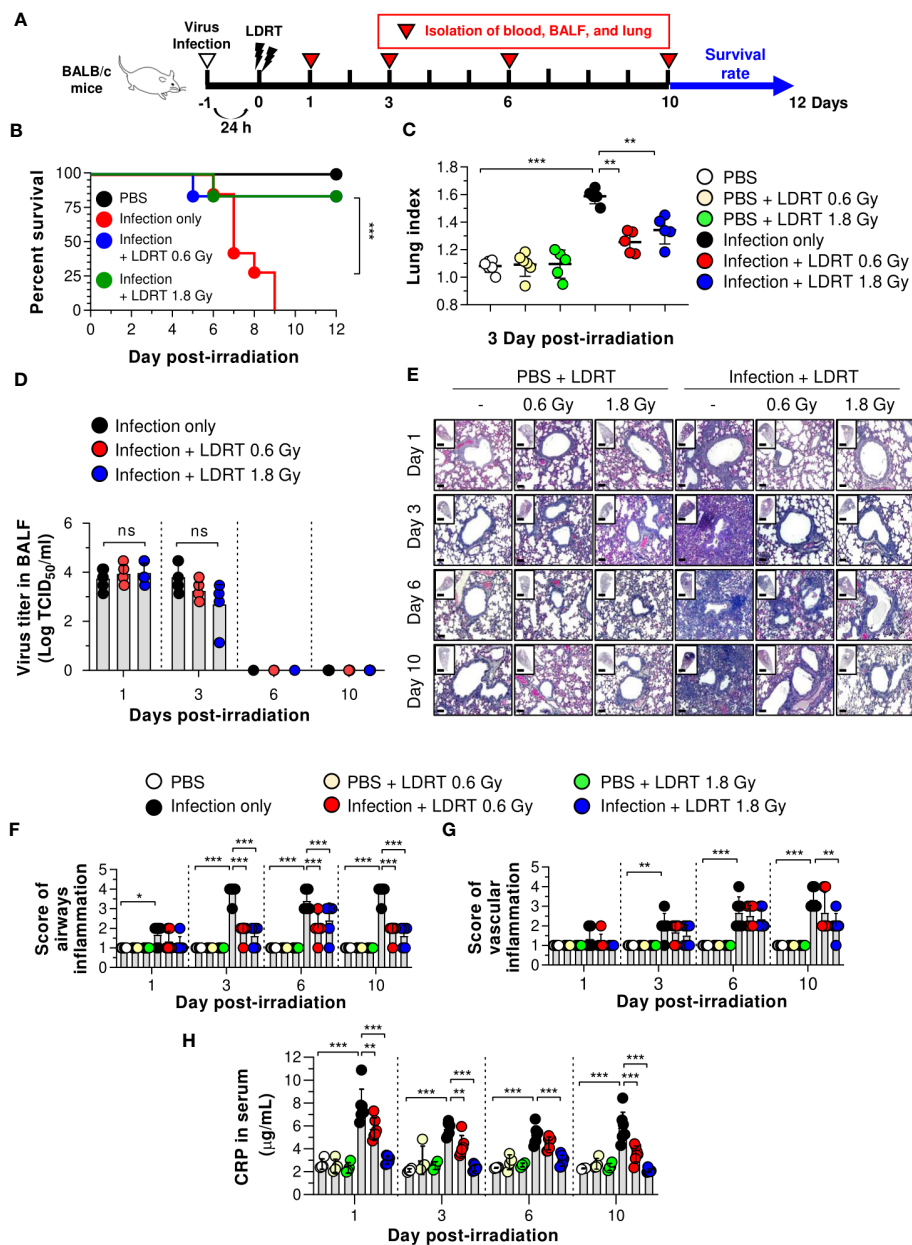 A
Virus
Infection
LDRT
Isolation of blood, BALF, and lung
BALB/c
mice
Survival
rate
-1 0 1 3 6 10 12 Days
24 h
B
Percent survival
100
75
50
25
0
PBS
Infection only
Infection
+ LDRT 0.6 Gy
Infection
+ LDRT 1.8 Gy
***
0 2 4 6 8 10 12
Day post-irradiation
C
Lung index
1.8
1.6
1.4
1.2
1.0
0.8
*** ** **
3 Day post-irradiation
PBS
PBS + LDRT 0.6 Gy
PBS + LDRT 1.8 Gy
Infection only
Infection + LDRT 0.6 Gy
Infection + LDRT 1.8 Gy
D
Infection only
Infection + LDRT 0.6 Gy
Infection + LDRT 1.8 Gy
Virus titer in BALF
(Log TCID50/ml)
6
4
2
0
ns ns
1 3 6 10
Days post-irradiation
E
PBS + LDRT Infection + LDRT
- 0.6 Gy 1.8 Gy - 0.6 Gy 1.8 Gy
Day 1
Day 3
Day 6
Day 10
PBS PBS + LDRT 0.6 Gy PBS + LDRT 1.8 Gy
Infection only Infection + LDRT 0.6 Gy Infection + LDRT 1.8 Gy
F
Score of
airways
inflammation
5
4
3
2
1
0
* *** *** *** *** *** *** *** *** ***
1 3 6 10
Day post-irradiation
G
Score of
vascular
inflammation
5
4
3
2
1
0
** *** *** **
1 3 6 10
Day post-irradiation
H
CRP in serum
(μg/mL)
12
10
8
6
4
2
0
*** *** ** *** *** ** *** *** *** *** ***
1 3 6 10
Day post-irradiation